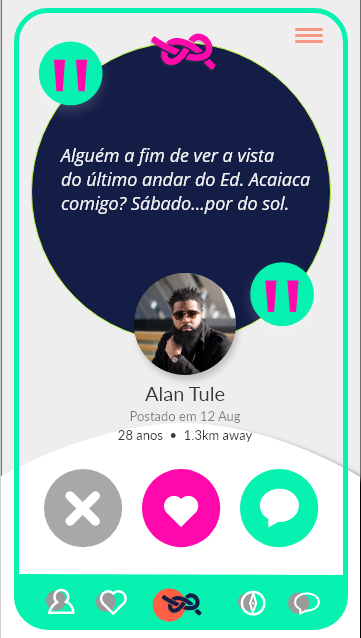 Alguém a fim de ver a vista
do último andar do Ed. Acaiaca
comigo? Sábado...por do sol.
Alan Tule
Postado em 12 Aug
28 anos • 1.3km away